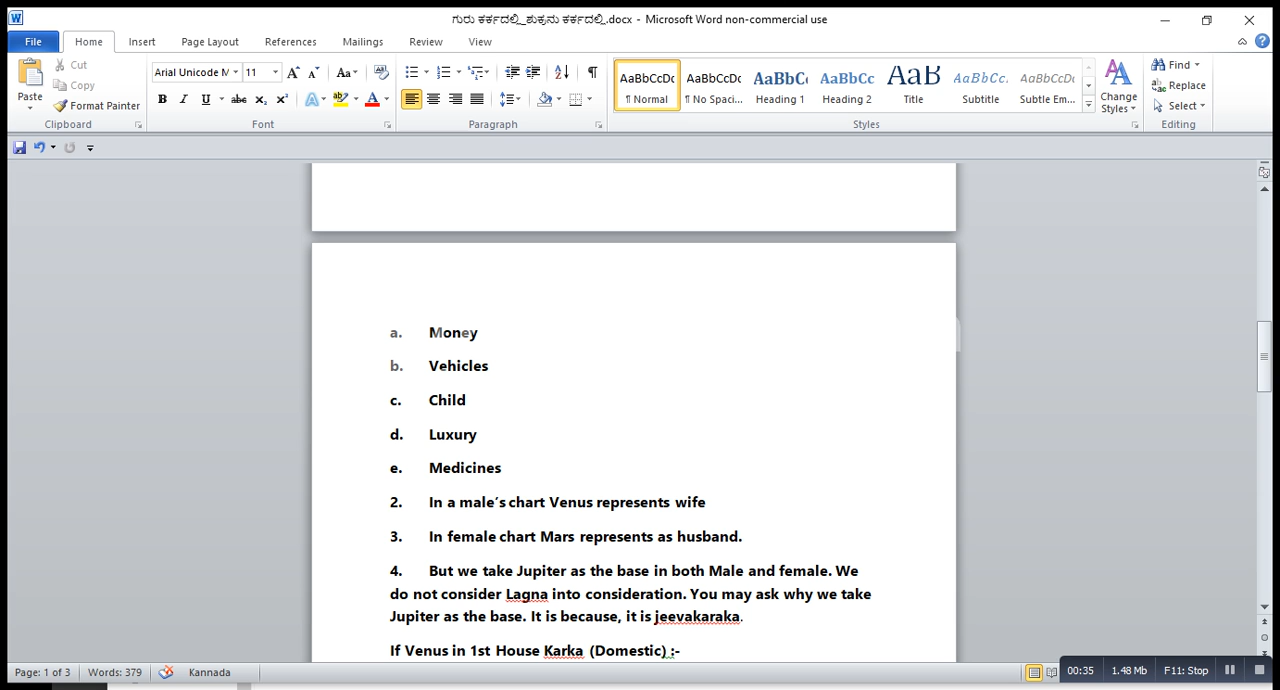 ಗುರು ಕರ್ಕದಲ್ಲಿ_ಶುಕ್ರನು ಕರ್ಕದಲ್ಲಿ.docx - Microsoft Word non-commercial use
File Home Insert Page Layout References Mailings Review View
Paste
Cut
Copy
Format Painter
Clipboard
Arial Unicode M 11
Font
Paragraph
AaBbCcDc AaBbCcDc AaBbCc AaBbCc AaB AaBbCc. AaBbCcDc
¶ Normal ¶ No Spaci... Heading 1 Heading 2 Title Subtitle Subtle Em...
Change
Styles
Styles
Find
Replace
Select
Editing
a. Money
b. Vehicles
c. Child
d. Luxury
e. Medicines
2. In a male's chart Venus represents wife
3. In female chart Mars represents as husband.
4. But we take Jupiter as the base in both Male and female. We
do not consider Lagna into consideration. You may ask why we take
Jupiter as the base. It is because, it is jeevakaraka.
If Venus in 1st House Karka (Domestic) :-
Page: 1 of 3 Words: 379 Kannada
00:35 1.48 Mb F11: Stop